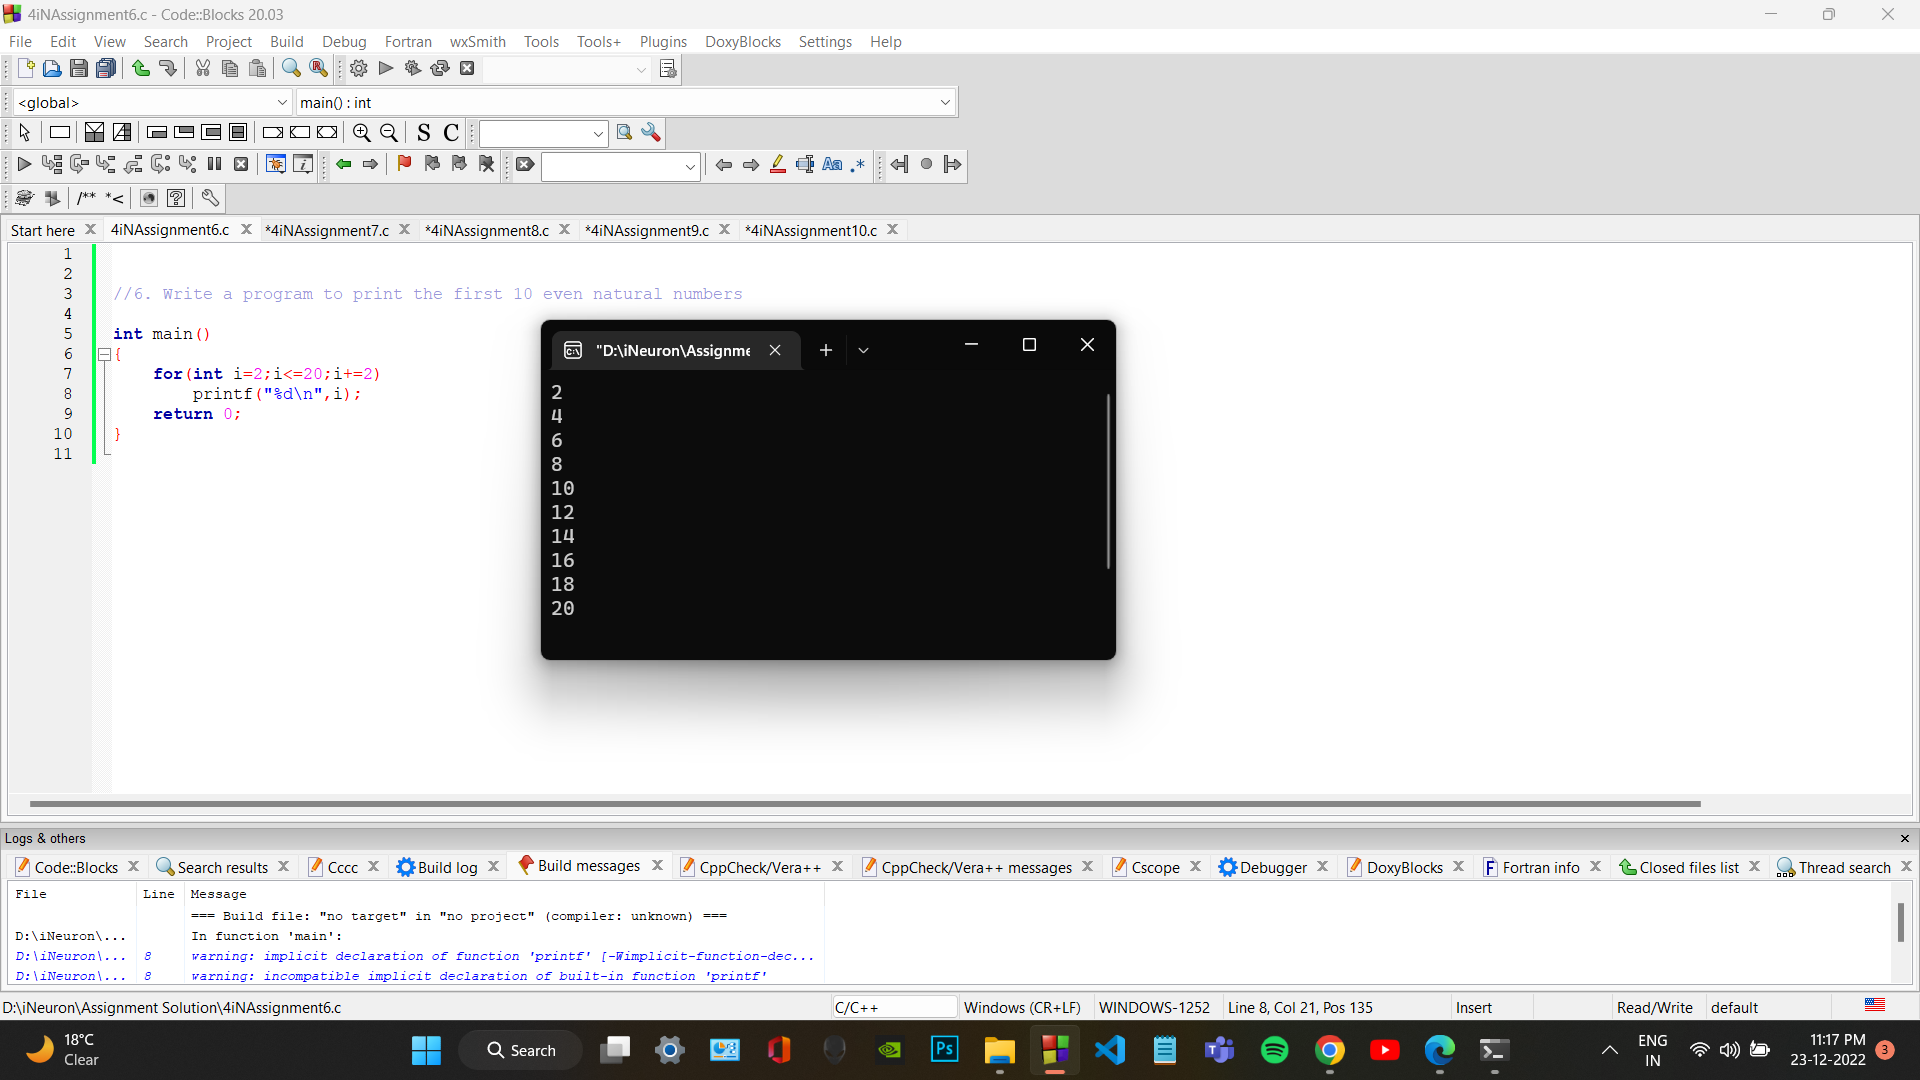 4iNAssignment6.c - Code::Blocks 20.03
File Edit View Search Project Build Debug Fortran wxSmith Tools Tools+ Plugins DoxyBlocks Settings Help
<global> main() : int
S C
Aa .*
/** *<
Start here 4iNAssignment6.c *4iNAssignment7.c *4iNAssignment8.c *4iNAssignment9.c *4iNAssignment10.c
1
2
3 //6. Write a program to print the first 10 even natural numbers
4
5 int main()
6 {
7 for(int i=2;i<=20;i+=2)
8 printf("%d\n",i);
9 return 0;
10 }
11
"D:\iNeuron\Assignme
2
4
6
8
10
12
14
16
18
20
Logs & others
Code::Blocks Search results Cccc Build log Build messages CppCheck/Vera++ CppCheck/Vera++ messages Cscope Debugger DoxyBlocks Fortran info Closed files list Thread search
File Line Message
=== Build file: "no target" in "no project" (compiler: unknown) ===
D:\iNeuron\... In function 'main':
D:\iNeuron\... 8 warning: implicit declaration of function 'printf' [-Wimplicit-function-dec...
D:\iNeuron\... 8 warning: incompatible implicit declaration of built-in function 'printf'
D:\iNeuron\Assignment Solution\4iNAssignment6.c C/C++ Windows (CR+LF) WINDOWS-1252 Line 8, Col 21, Pos 135 Insert Read/Write default
18°C
Clear
Search
Ps
ENG
IN
11:17 PM
23-12-2022
3